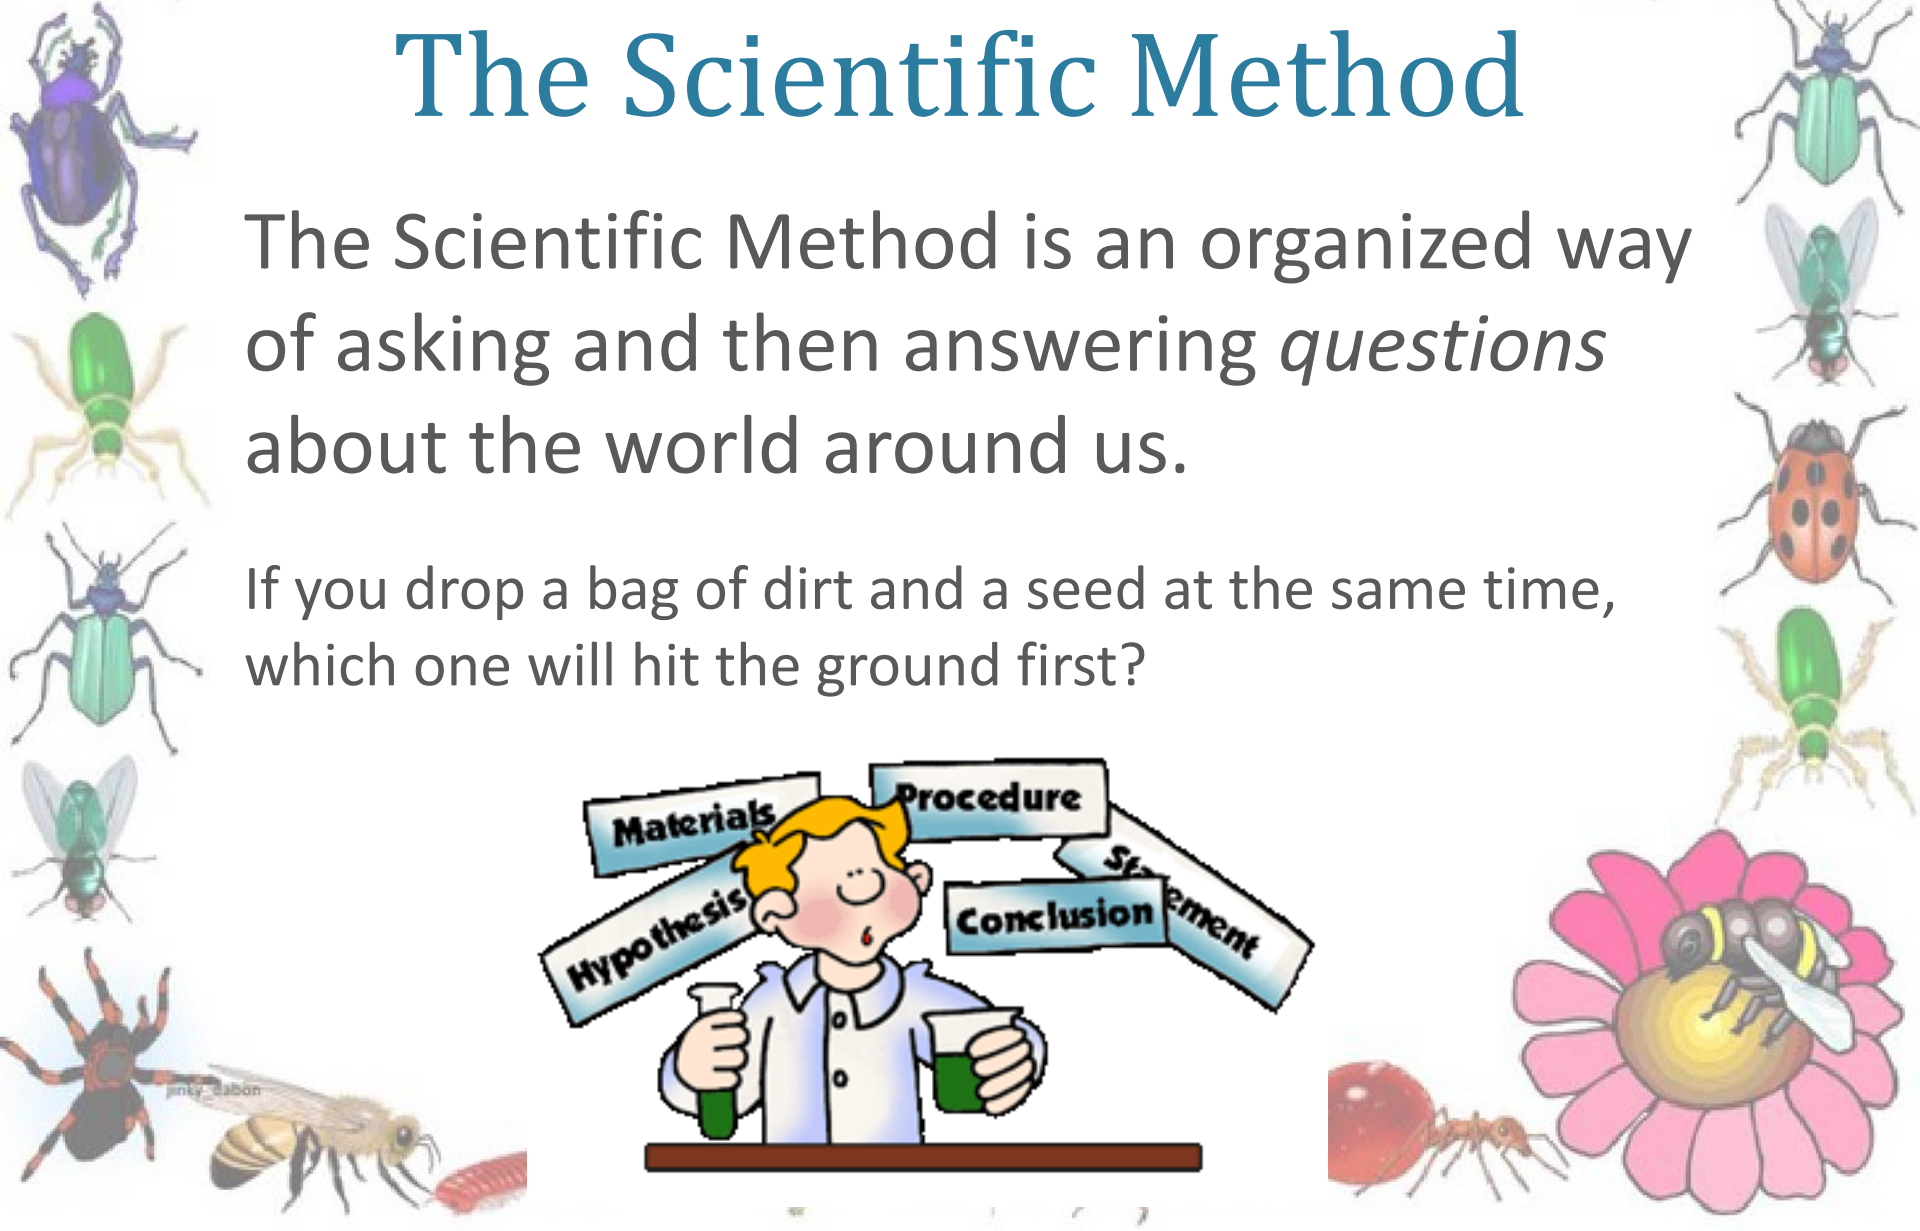 The Scientific Method
The Scientific Method is an organized way
of asking and then answering questions
about the world around us.
If you drop a bag of dirt and a seed at the same time,
which one will hit the ground first?
Materials
Procedure
Hypothesis
Statement
Conclusion